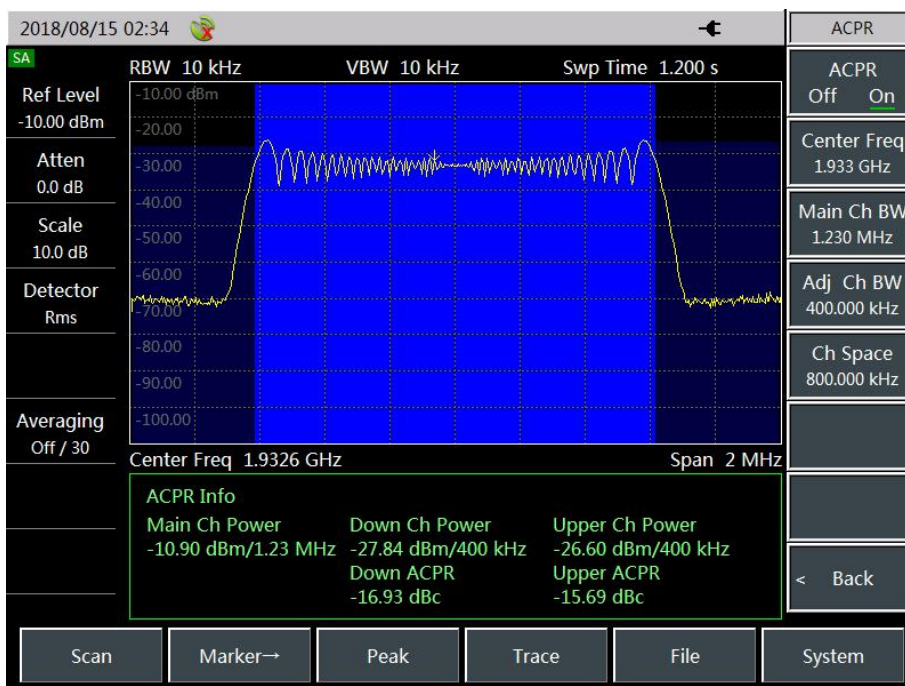 2018/08/15 02:34
ACPR
SA
RBW 10 kHz VBW 10 kHz Swp Time 1.200 s
Ref Level
-10.00 dBm
Atten
0.0 dB
Scale
10.0 dB
Detector
Rms
Averaging
Off / 30
-10.00 dBm
-20.00
-30.00
-40.00
-50.00
-60.00
-70.00
-80.00
-90.00
-100.00
Center Freq 1.9326 GHz Span 2 MHz
ACPR Info
Main Ch Power Down Ch Power Upper Ch Power
-10.90 dBm/1.23 MHz -27.84 dBm/400 kHz -26.60 dBm/400 kHz
Down ACPR Upper ACPR
-16.93 dBc -15.69 dBc
ACPR
Off On
Center Freq
1.933 GHz
Main Ch BW
1.230 MHz
Adj Ch BW
400.000 kHz
Ch Space
800.000 kHz
< Back
Scan Marker→ Peak Trace File System